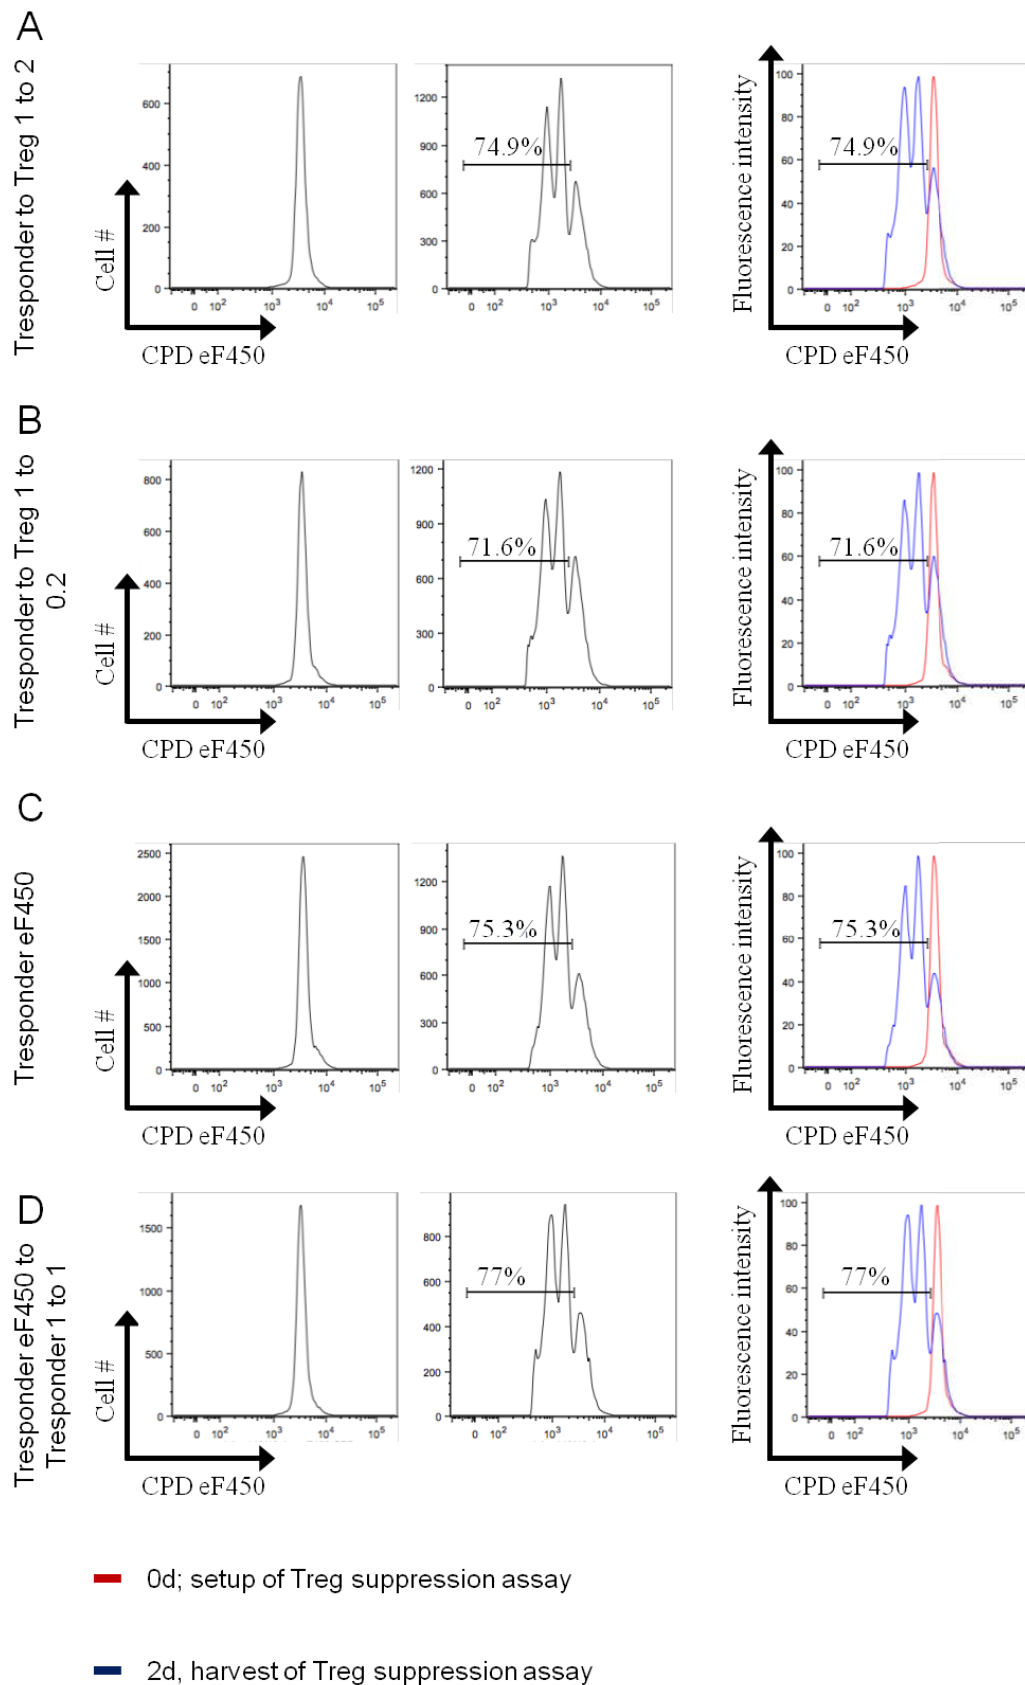 A
Tresponder to Treg 1 to 2
600
400
200
0
0 10² 10³ 10⁴ 10⁵
Cell #
CPD eF450
1200
900
600
300
0
74.9%
0 10² 10³ 10⁴ 10⁵
Fluorescence intensity
100
80
60
40
20
0
74.9%
0 10² 10³ 10⁴ 10⁵
CPD eF450
B
Tresponder to Treg 1 to
0.2
800
600
400
200
0
0 10² 10³ 10⁴ 10⁵
Cell #
CPD eF450
1200
900
600
300
0
71.6%
0 10² 10³ 10⁴ 10⁵
Fluorescence intensity
100
80
60
40
20
0
71.6%
0 10² 10³ 10⁴ 10⁵
CPD eF450
C
Tresponder eF450
2500
2000
1500
1000
500
0
0 10² 10³ 10⁴ 10⁵
Cell #
CPD eF450
1200
900
600
300
0
75.3%
0 10² 10³ 10⁴ 10⁵
Fluorescence intensity
100
80
60
40
20
0
75.3%
0 10² 10³ 10⁴ 10⁵
CPD eF450
D
Tresponder eF450 to
Tresponder 1 to 1
1500
1000
500
0
0 10² 10³ 10⁴ 10⁵
Cell #
CPD eF450
800
600
400
200
0
77%
0 10² 10³ 10⁴ 10⁵
Fluorescence intensity
100
80
60
40
20
0
77%
0 10² 10³ 10⁴ 10⁵
CPD eF450
0d; setup of Treg suppression assay
2d, harvest of Treg suppression assay